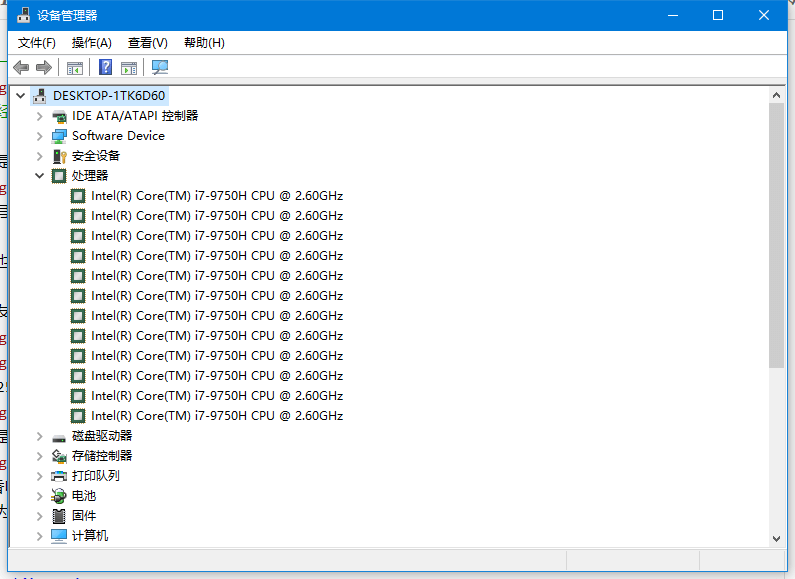 设备管理器
文件(F) 操作(A) 查看(V) 帮助(H)
DESKTOP-1TK6D60
IDE ATA/ATAPI 控制器
Software Device
安全设备
处理器
Intel(R) Core(TM) i7-9750H CPU @ 2.60GHz
Intel(R) Core(TM) i7-9750H CPU @ 2.60GHz
Intel(R) Core(TM) i7-9750H CPU @ 2.60GHz
Intel(R) Core(TM) i7-9750H CPU @ 2.60GHz
Intel(R) Core(TM) i7-9750H CPU @ 2.60GHz
Intel(R) Core(TM) i7-9750H CPU @ 2.60GHz
Intel(R) Core(TM) i7-9750H CPU @ 2.60GHz
Intel(R) Core(TM) i7-9750H CPU @ 2.60GHz
Intel(R) Core(TM) i7-9750H CPU @ 2.60GHz
Intel(R) Core(TM) i7-9750H CPU @ 2.60GHz
Intel(R) Core(TM) i7-9750H CPU @ 2.60GHz
Intel(R) Core(TM) i7-9750H CPU @ 2.60GHz
磁盘驱动器
存储控制器
打印队列
电池
固件
计算机